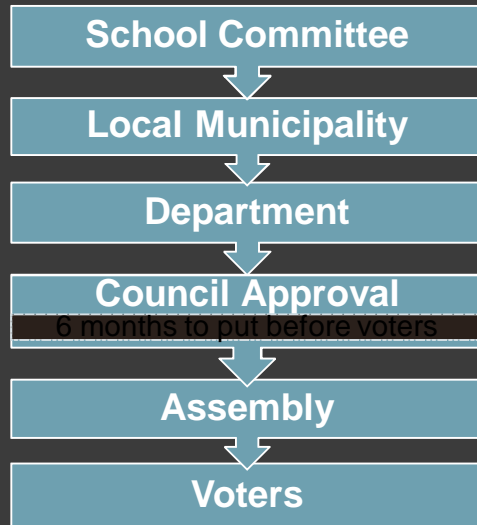 School Committee
Local Municipality
Department
Council Approval
6 months to put before voters
Assembly
Voters